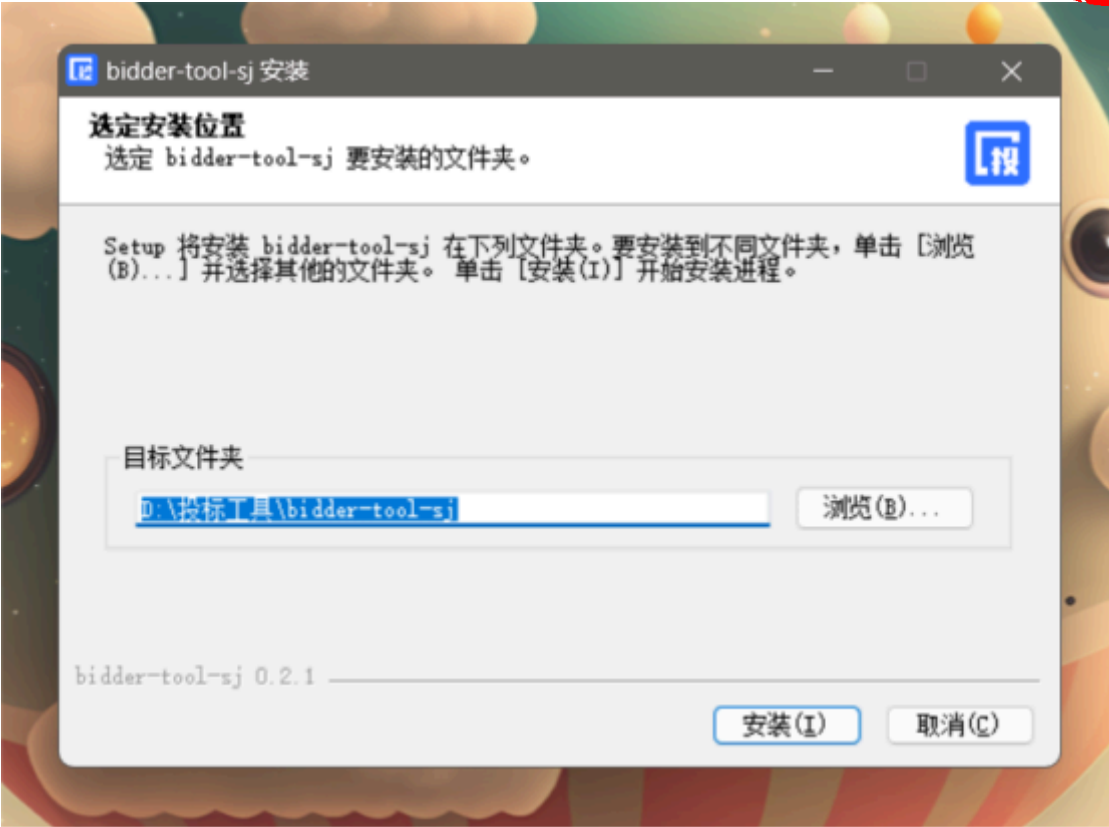 bidder-tool-sj 安装
选定安装位置
选定 bidder-tool-sj 要安装的文件夹。
投
Setup 将安装 bidder-tool-sj 在下列文件夹。要安装到不同文件夹，单击 [浏览
(B)...] 并选择其他的文件夹。 单击 [安装(I)] 开始安装进程。
目标文件夹
D:\投标工具\bidder-tool-sj
浏览(B)...
bidder-tool-sj 0.2.1
安装(I)
取消(C)